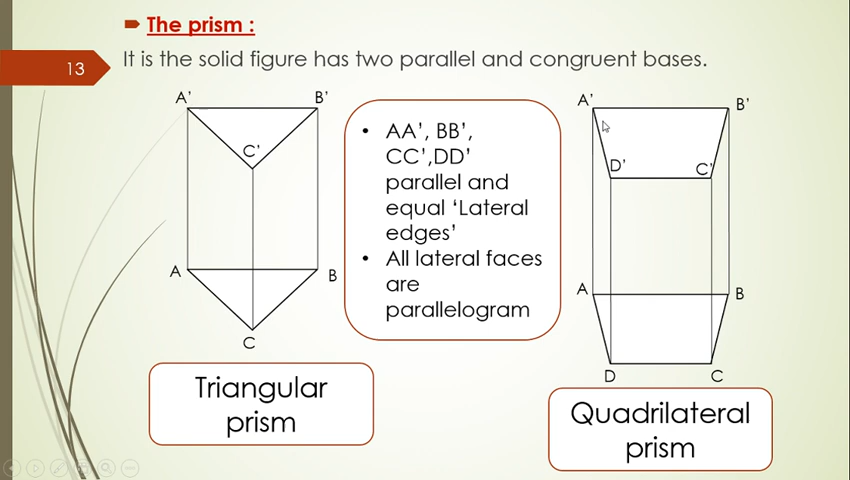 The prism :
13
It is the solid figure has two parallel and congruent bases.
A’
B’
C’
A
B
C
Triangular
prism
• AA’, BB’,
CC’,DD’
parallel and
equal ‘Lateral
edges’
• All lateral faces
are
parallelogram
A’
B’
D’
C’
A
B
D
C
Quadrilateral
prism